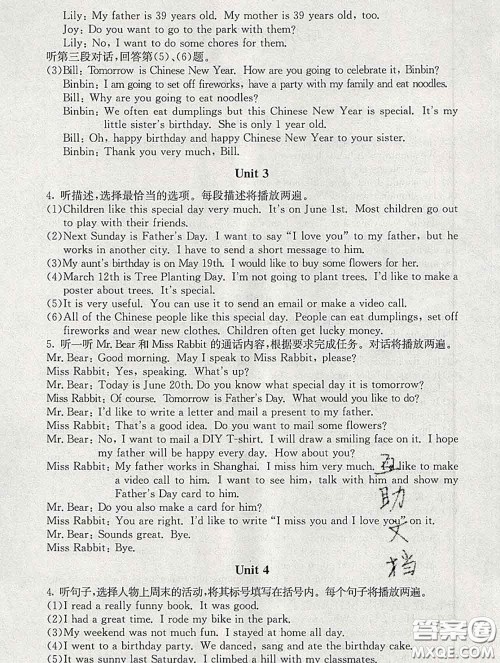 Lily: My father is 39 years old. My mother is 39 years old, too.
Joy: Do you want to go to the park with them?
Lily: No, I want to do some chores for them.
听第三段对话,回答第(5)、(6)题。
(3)Bill: Tomorrow is Chinese New Year. How are you going to celebrate it, Binbin?
Binbin: I am going to set off fireworks, have a party with my family and eat noodles.
Bill: Why are you going to eat noodles?
Binbin: We often eat dumplings but this Chinese New Year is special. It's my
little sister's birthday. She is only 1 year old.
Bill: Oh, happy birthday and happy Chinese New Year to your sister.
Binbin: Thank you very much, Bill.
Unit 3
4. 听描述,选择最恰当的选项。每段描述将播放两遍。
(1)Children like this special day very much. It's on June 1st. Most children go out
to play with their friends.
(2)Next Sunday is Father's Day. I want to say “I love you” to my father, but he
works in another city. I have to send a short message to him.
(3)My aunt's birthday is on May 19th. I would like to buy some flowers for her.
(4)March 12th is Tree Planting Day. I'm not going to plant trees. I'd like to make a
poster about trees. It's special.
(5)It is very useful. You can use it to send an email or make a video call.
(6)All of the Chinese people like this special day. People can eat dumplings, set off
fireworks and wear new clothes. Children often get lucky money.
5. 听一听 Mr. Bear 和 Miss Rabbit 的通话内容,根据要求完成任务。对话将播放两遍。
Mr. Bear: Good morning. May I speak to Miss Rabbit, please?
Miss Rabbit: Yes, speaking. What's up?
Mr. Bear: Today is June 20th. Do you know what special day it is tomorrow?
Miss Rabbit: Of course. Tomorrow is Father's Day. What would you like to do?
Mr. Bear: I'd like to write a letter and mail a present to my father.
Miss Rabbit: That's a good idea. Do you want to mail some flowers?
Mr. Bear: No, I want to mail a DIY T-shirt. I will draw a smiling face on it. I hope
my father will be happy every day. How about you?
Miss Rabbit: My father works in Shanghai. I miss him very much. I'd like to make
a video call to him. I want to see him, talk with him and show my
Father's Day card to him.
Mr. Bear: Do you also make a card for him?
Miss Rabbit: You are right. I'd like to write “I miss you and I love you” on it.
Mr. Bear: Sounds great. Bye.
Miss Rabbit: Bye.
互助文档
Unit 4
4. 听句子,选择人物上周末的活动,将其标号填写在括号内。每个句子将播放两遍。
(1)I read a really funny book. It was good.
(2)I had a great time. I rode my bike in the park.
(3)My weekend was not much fun. I stayed at home all day.
(4)I went to a birthday party. We danced, sang and ate the birthday cake.
(5)It was sunny last Saturday. I climbed a hill with my classmates.
答案圈
MXQE.COM